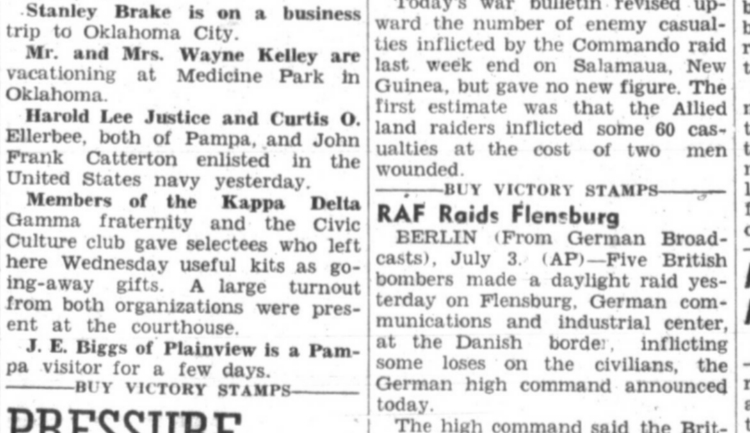 Stanley Brake is on a business
trip to Oklahoma City.
Mr. and Mrs. Wayne Kelley are
vacationing at Medicine Park in
Oklahoma.
Harold Lee Justice and Curtis O.
Ellerbee, both of Pampa, and John
Frank Catterton enlisted in the
United States navy yesterday.
Members of the Kappa Delta
Gamma fraternity and the Civic
Culture club gave selectees who left
here Wednesday useful kits as go-
ing-away gifts. A large turnout
from both organizations were pres-
ent at the courthouse.
J. E. Biggs of Plainview is a Pam-
pa visitor for a few days.
BUY VICTORY STAMPS
PRESSURE
Today's war bulletin revised up-
ward the number of enemy casual-
ties inflicted by the Commando raid
last week end on Salamaua, New
Guinea, but gave no new figure. The
first estimate was that the Allied
land raiders inflicted some 60 cas-
ualties at the cost of two men
wounded.
BUY VICTORY STAMPS
RAF Raids Flensburg
BERLIN (From German Broad-
casts), July 3. (AP)—Five British
bombers made a daylight raid yes-
terday on Flensburg, German com-
munications and industrial center,
at the Danish border, inflicting
some loses on the civilians, the
German high command announced
today.
The high command said the Brit-